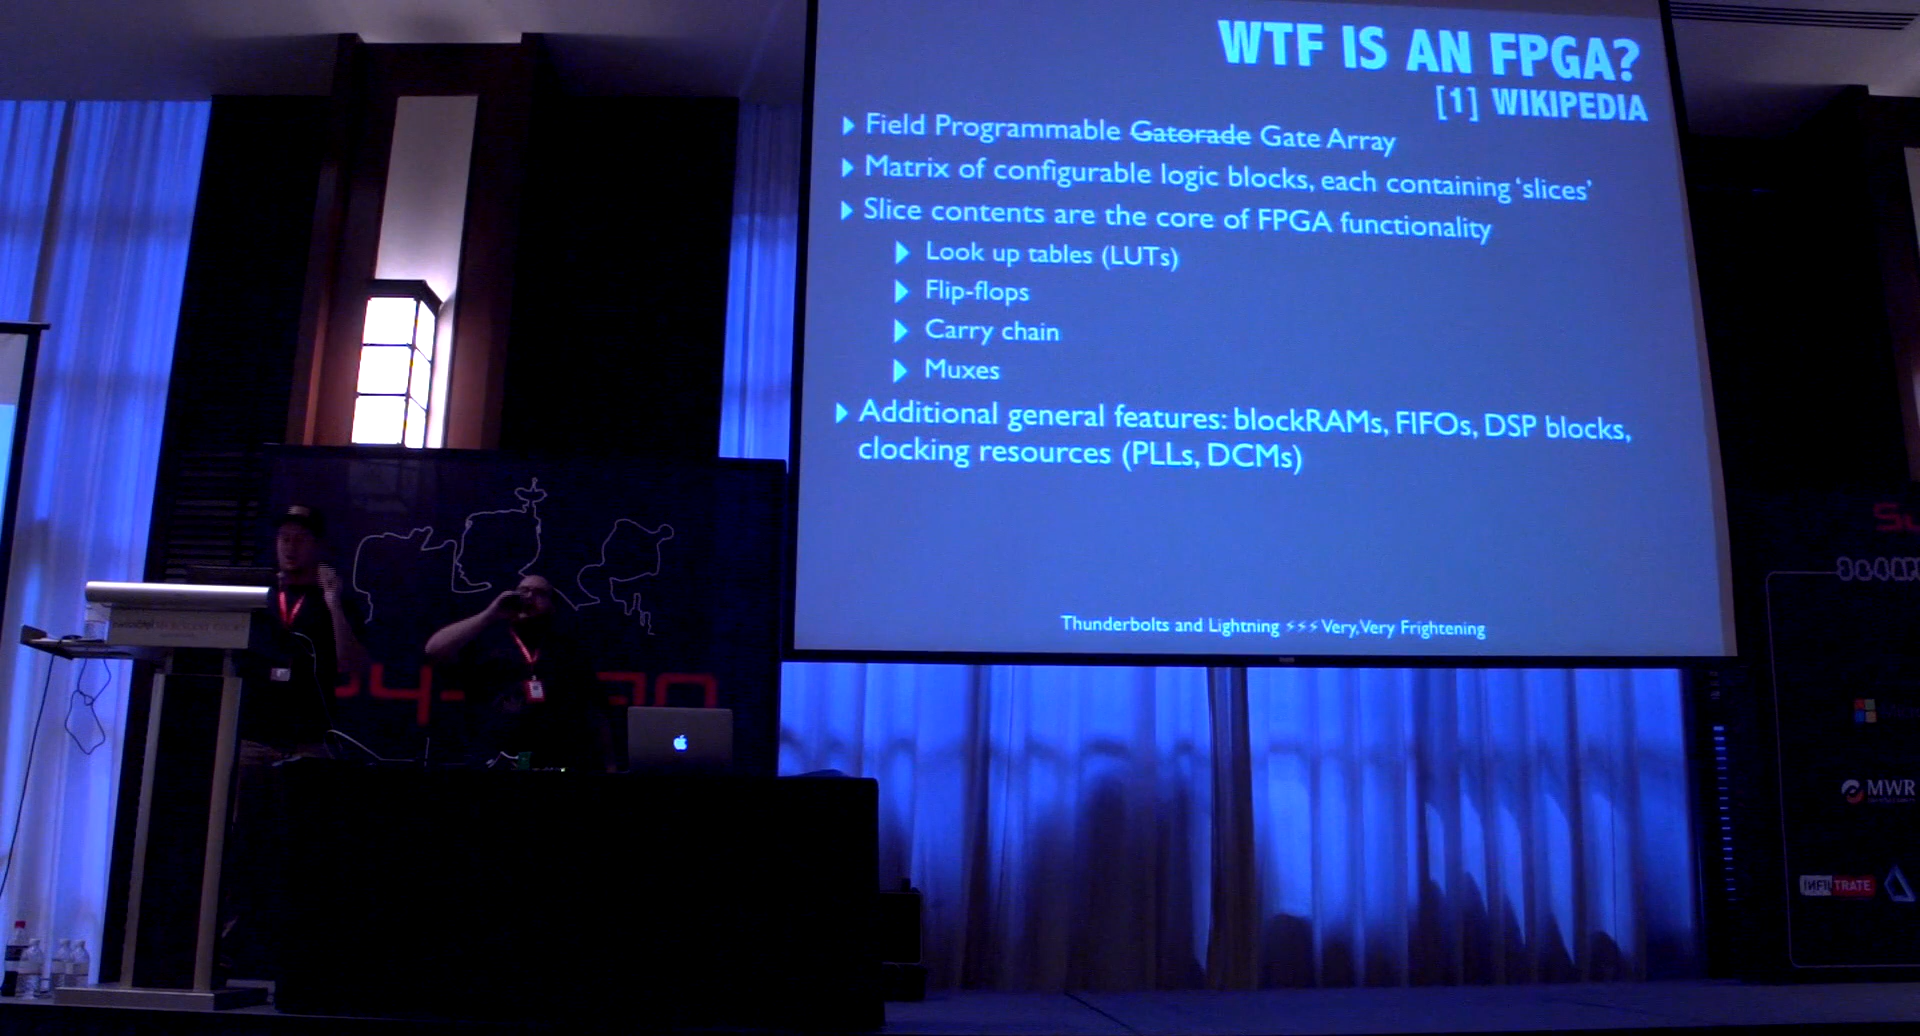 WTF IS AN FPGA?
[1] WIKIPEDIA
Field Programmable Gatorade Gate Array
Matrix of configurable logic blocks, each containing ‘slices’
Slice contents are the core of FPGA functionality
Look up tables (LUTs)
Flip-flops
Carry chain
Muxes
Additional general features: blockRAMs, FIFOs, DSP blocks,
clocking resources (PLLs, DCMs)
Thunderbolts and Lightning ⚡⚡⚡ Very, Very Frightening
MWR
INFILTRATE